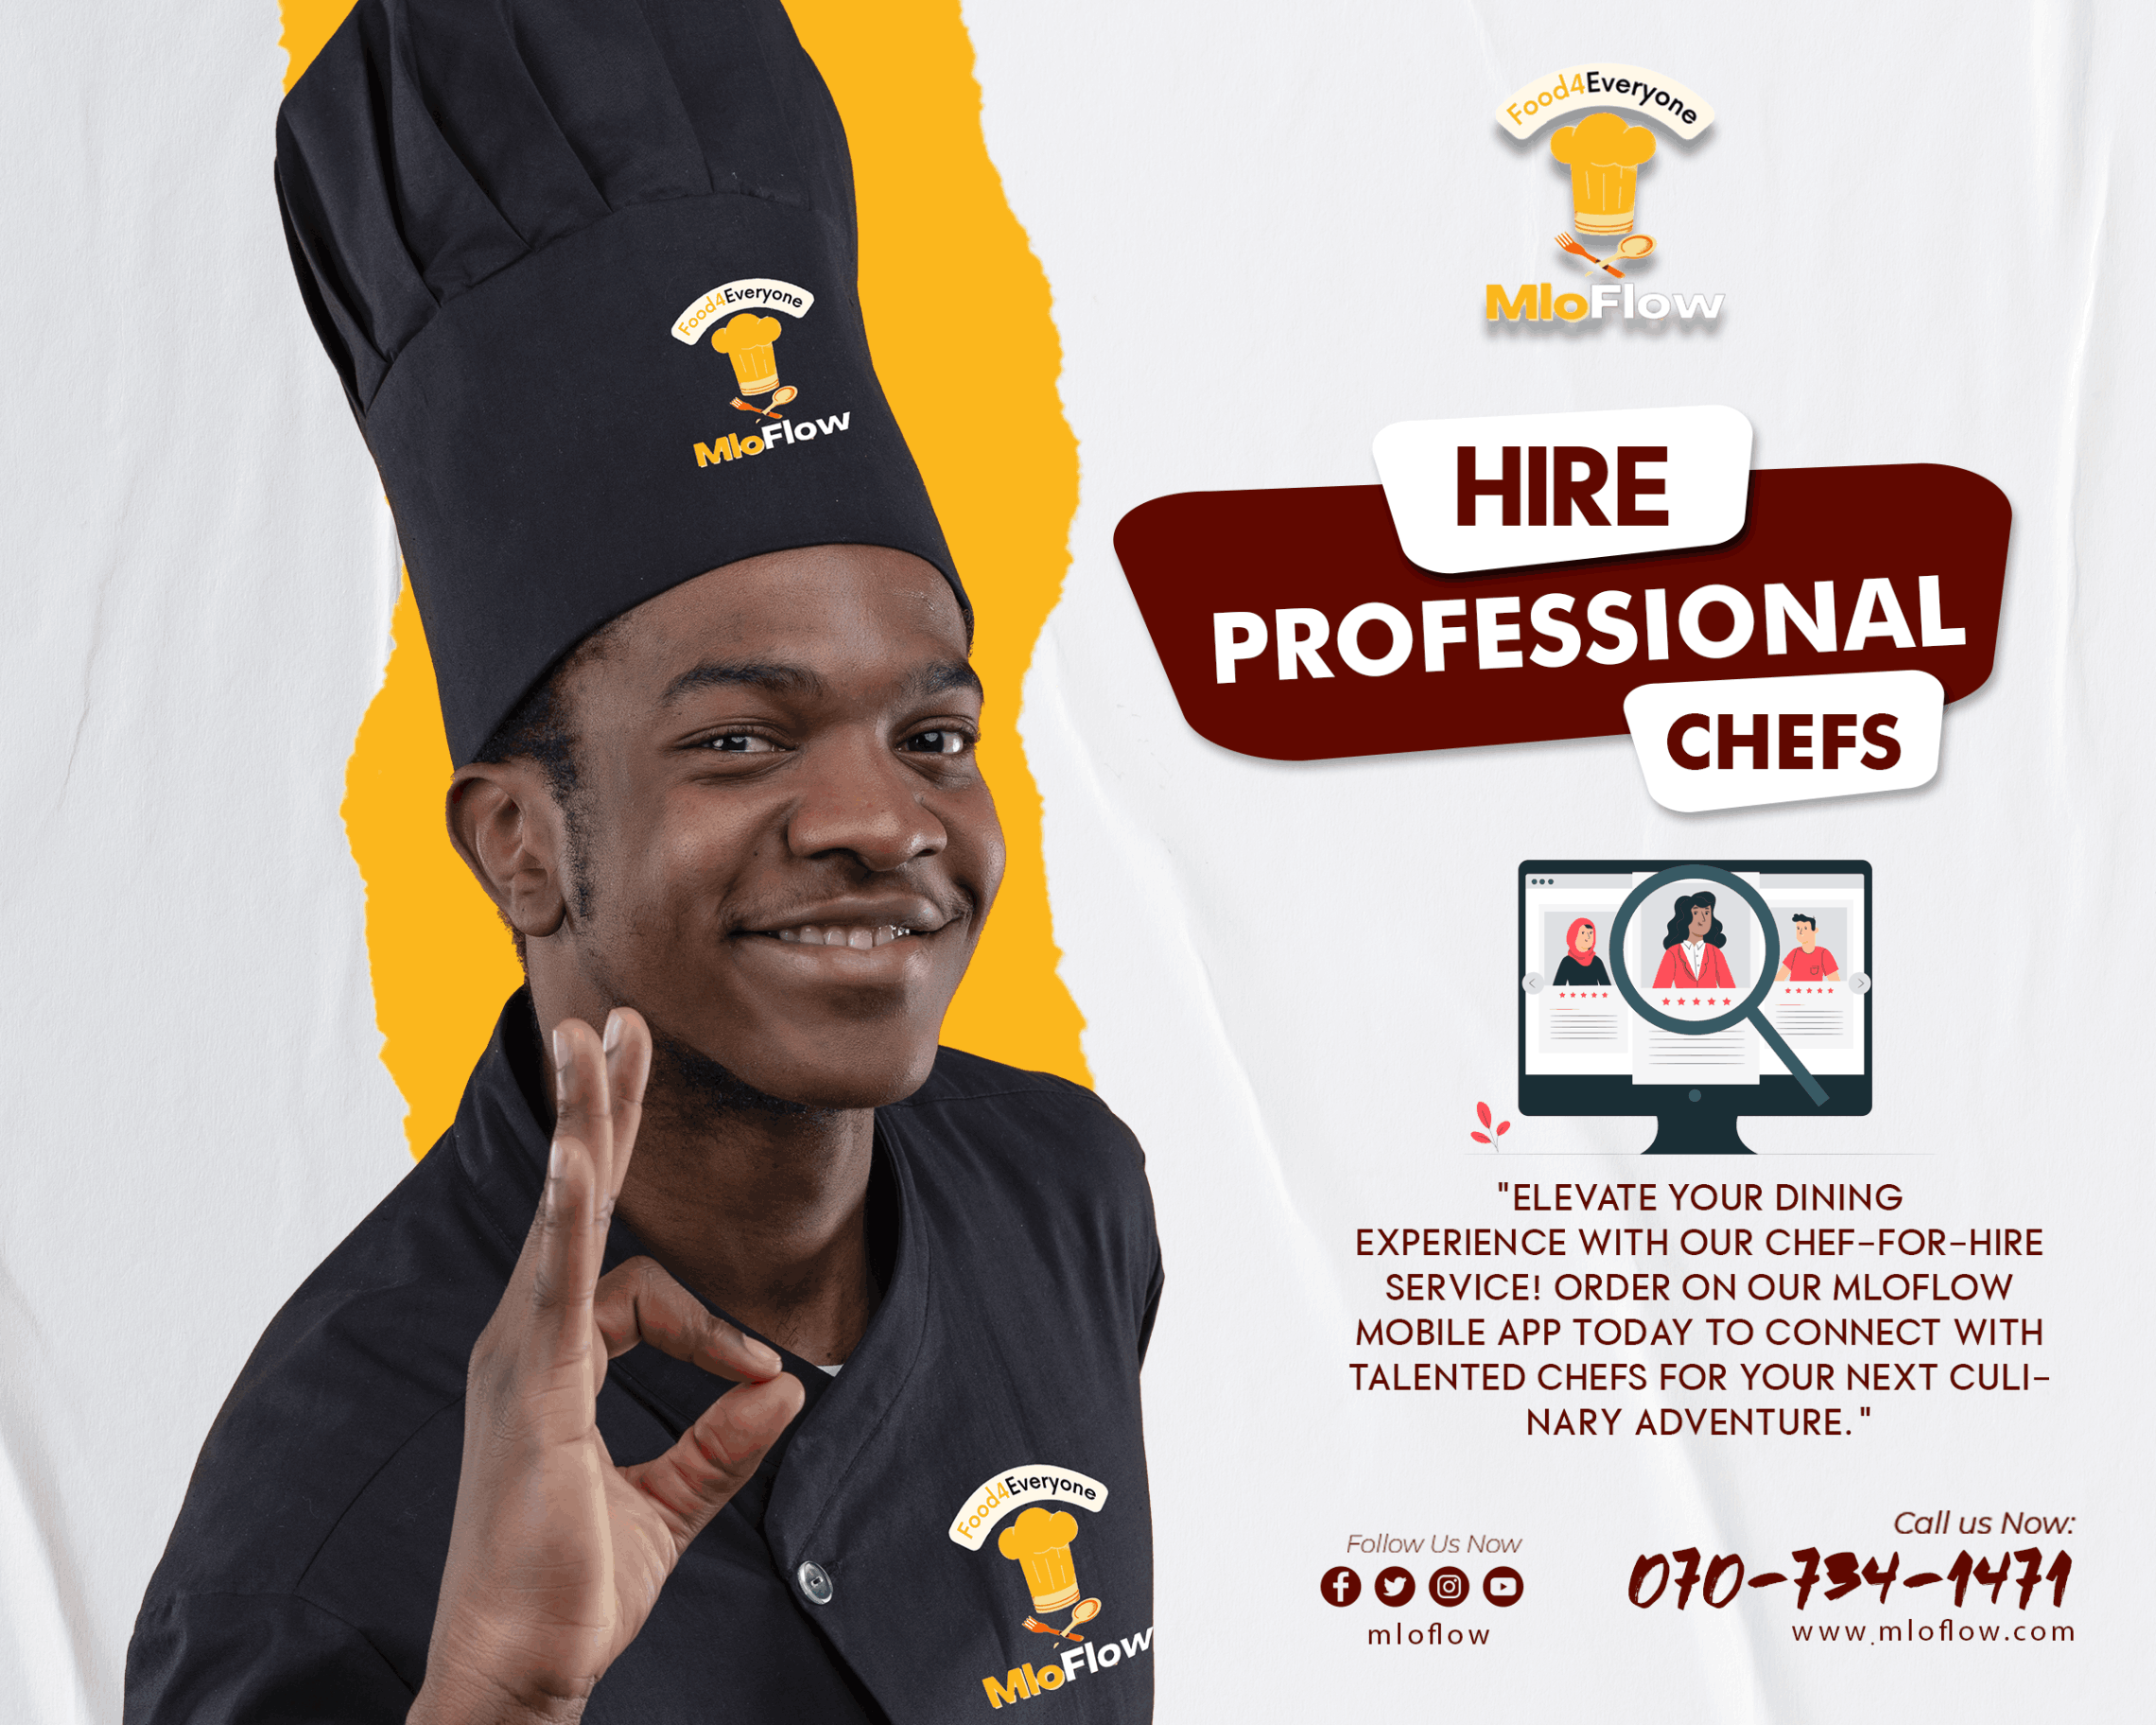 Food4Everyone
MloFlow
Food4Everyone
MloFlow
HIRE
PROFESSIONAL
CHEFS
"ELEVATE YOUR DINING
EXPERIENCE WITH OUR CHEF-FOR-HIRE
SERVICE! ORDER ON OUR MLOFLOW
MOBILE APP TODAY TO CONNECT WITH
TALENTED CHEFS FOR YOUR NEXT CULI-
NARY ADVENTURE."
Food4Everyone
MloFlow
Follow Us Now
mloflow
Call us Now:
070-734-1471
www.mloflow.com